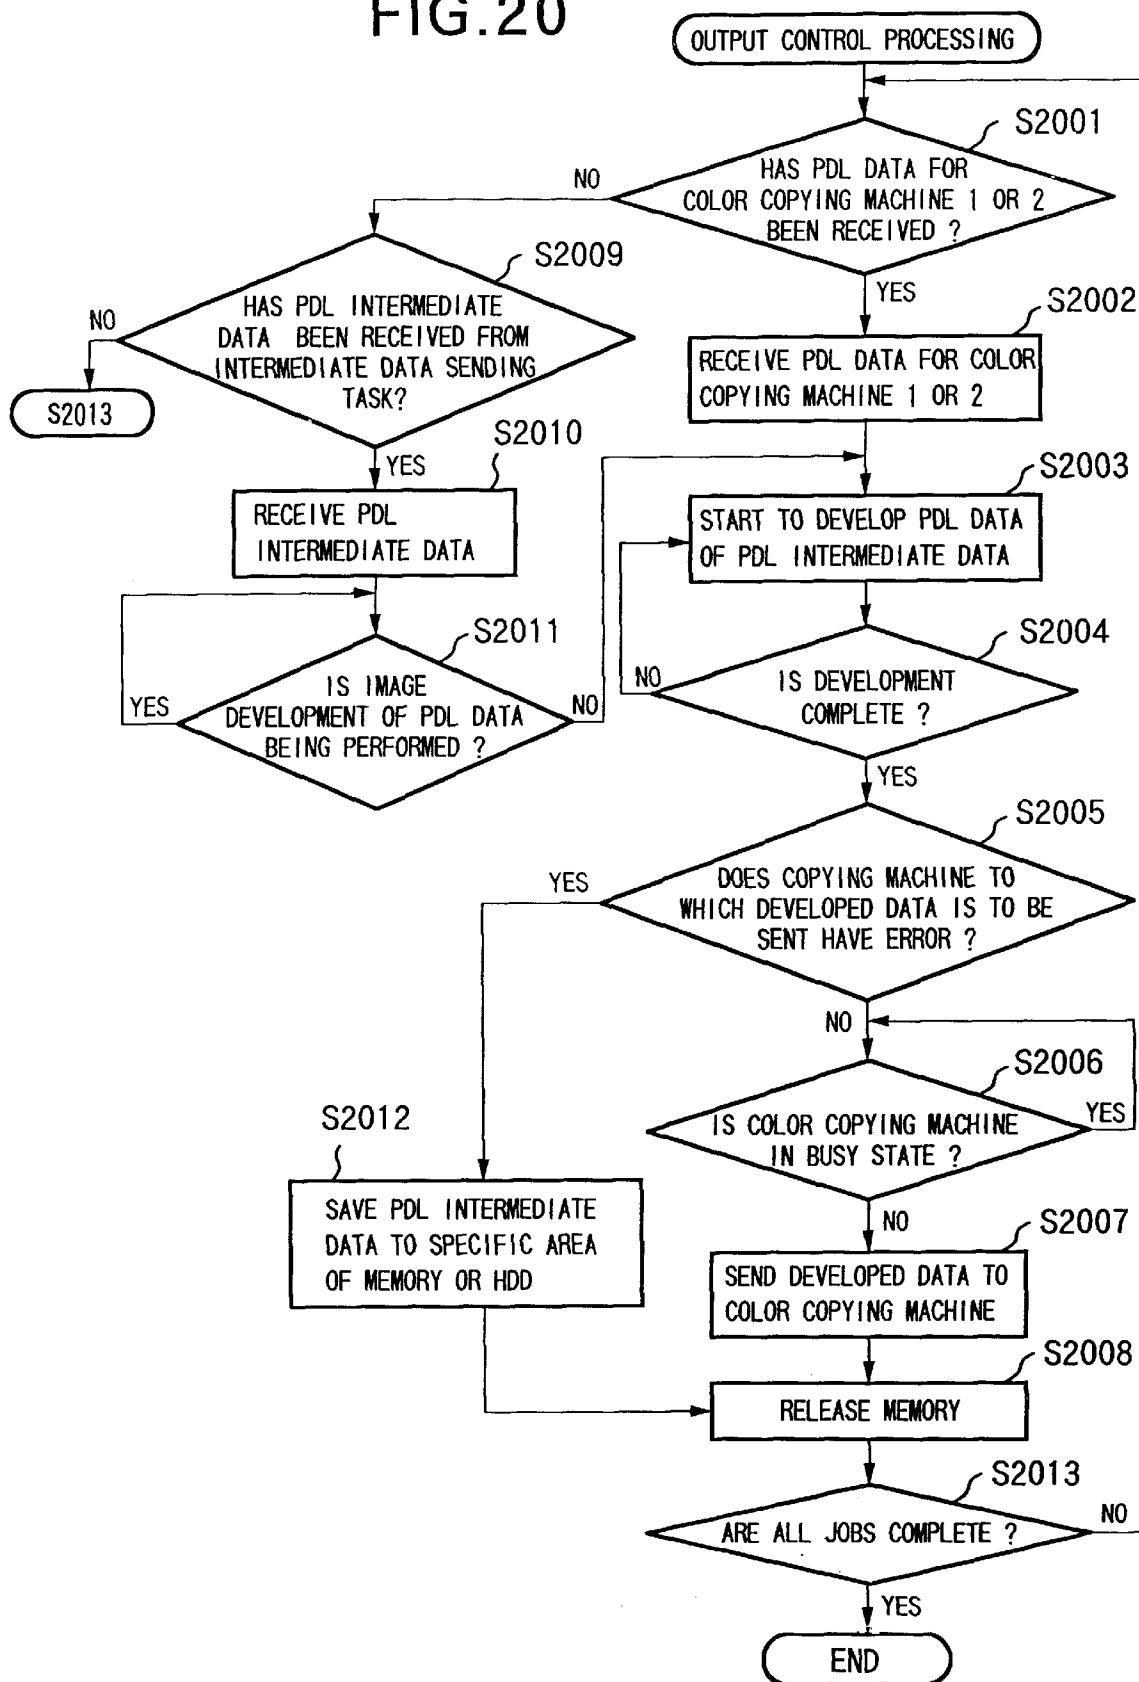 FIG.20
OUTPUT CONTROL PROCESSING
S2001
HAS PDL DATA FOR
COLOR COPYING MACHINE 1 OR 2
BEEN RECEIVED ?
NO
YES
S2009
HAS PDL INTERMEDIATE
DATA BEEN RECEIVED FROM
INTERMEDIATE DATA SENDING
TASK?
NO
S2013
YES
S2002
RECEIVE PDL DATA FOR COLOR
COPYING MACHINE 1 OR 2
S2010
RECEIVE PDL
INTERMEDIATE DATA
S2003
START TO DEVELOP PDL DATA
OF PDL INTERMEDIATE DATA
S2011
IS IMAGE
DEVELOPMENT OF PDL DATA
BEING PERFORMED ?
YES
NO
S2004
IS DEVELOPMENT
COMPLETE ?
NO
YES
S2005
DOES COPYING MACHINE TO
WHICH DEVELOPED DATA IS TO BE
SENT HAVE ERROR ?
YES
NO
S2006
IS COLOR COPYING MACHINE
IN BUSY STATE ?
YES
NO
S2012
SAVE PDL INTERMEDIATE
DATA TO SPECIFIC AREA
OF MEMORY OR HDD
S2007
SEND DEVELOPED DATA TO
COLOR COPYING MACHINE
S2008
RELEASE MEMORY
S2013
ARE ALL JOBS COMPLETE ?
NO
YES
END